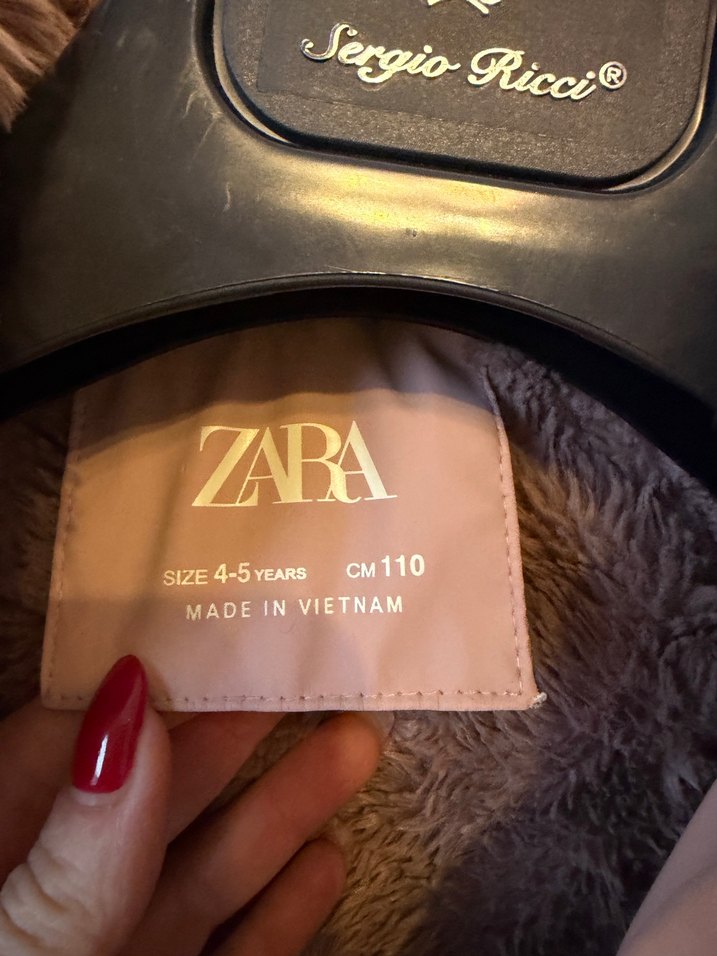 Sergio Ricci®
ZARA
SIZE 4-5 YEARS CM 110
MADE IN VIETNAM